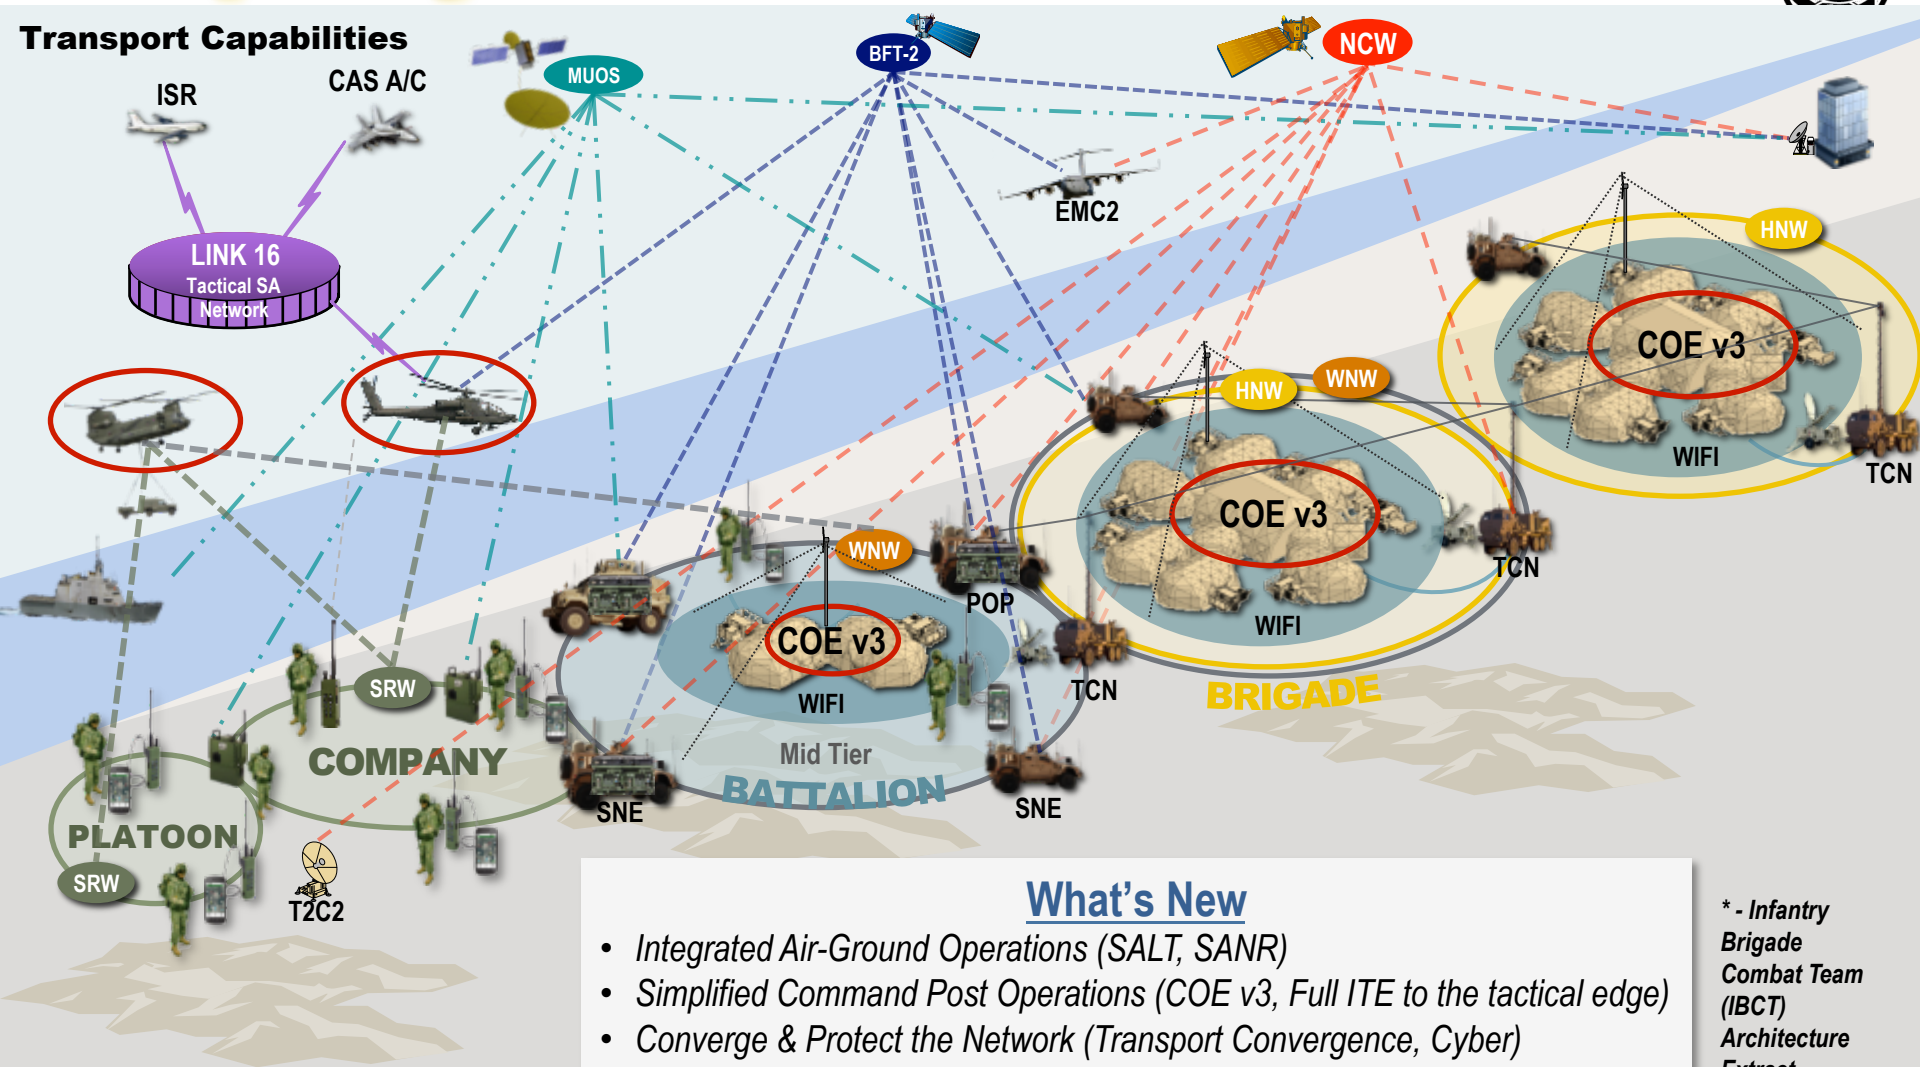 Transport Capabilities
ISR
CAS A/C
MUOS
BFT-2
NCW
EMC2
LINK 16
Tactical SA
Network
HNW
COE v3
WIFI
TCN
HNW
WNW
COE v3
WIFI
TCN
BRIGADE
WNW
POP
COE v3
WIFI
TCN
Mid Tier
BATTALION
SNE
SNE
SRW
COMPANY
PLATOON
SRW
T2C2
What's New
• Integrated Air-Ground Operations (SALT, SANR)
• Simplified Command Post Operations (COE v3, Full ITE to the tactical edge)
• Converge & Protect the Network (Transport Convergence, Cyber)
* - Infantry
Brigade
Combat Team
(IBCT)
Architecture
Extract